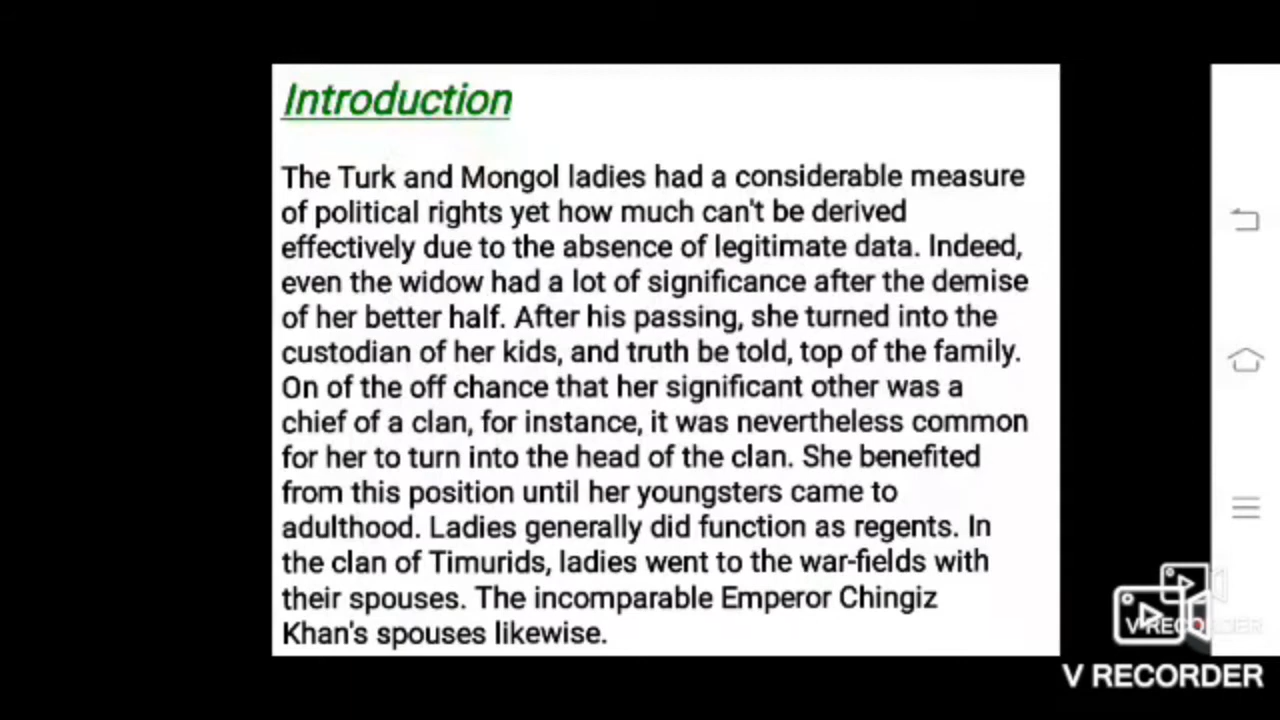 Introduction
The Turk and Mongol ladies had a considerable measure
of political rights yet how much can't be derived
effectively due to the absence of legitimate data. Indeed,
even the widow had a lot of significance after the demise
of her better half. After his passing, she turned into the
custodian of her kids, and truth be told, top of the family.
On of the off chance that her significant other was a
chief of a clan, for instance, it was nevertheless common
for her to turn into the head of the clan. She benefited
from this position until her youngsters came to
adulthood. Ladies generally did function as regents. In
the clan of Timurids, ladies went to the war-fields with
their spouses. The incomparable Emperor Chingiz
Khan's spouses likewise.
V RECORDER
V RECORDER